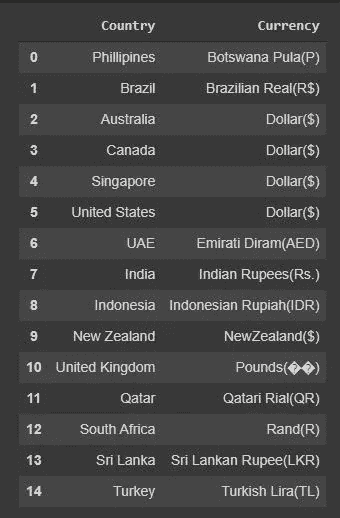 Country Currency
0 Phillipines Botswana Pula(P)
1 Brazil Brazilian Real(R$)
2 Australia Dollar($)
3 Canada Dollar($)
4 Singapore Dollar($)
5 United States Dollar($)
6 UAE Emirati Diram(AED)
7 India Indian Rupees(Rs.)
8 Indonesia Indonesian Rupiah(IDR)
9 New Zealand NewZealand($)
10 United Kingdom Pounds(��)
11 Qatar Qatari Rial(QR)
12 South Africa Rand(R)
13 Sri Lanka Sri Lankan Rupee(LKR)
14 Turkey Turkish Lira(TL)